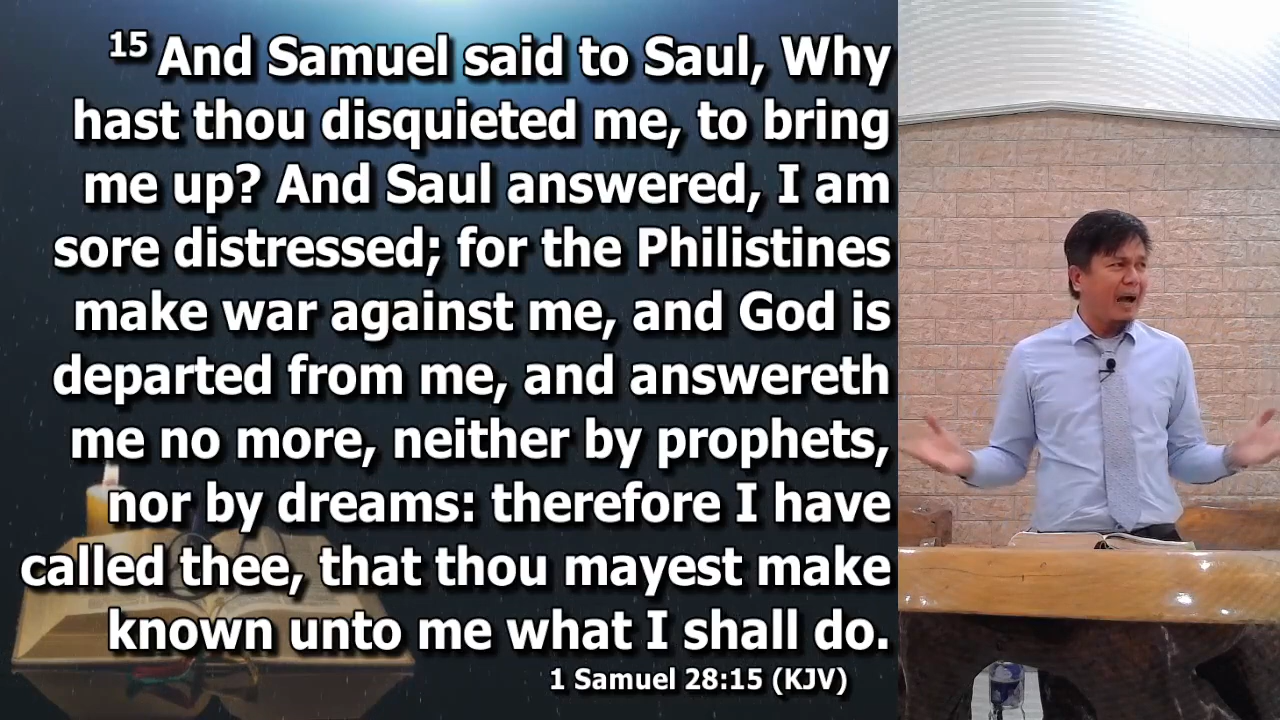 15 And Samuel said to Saul, Why
hast thou disquieted me, to bring
me up? And Saul answered, I am
sore distressed; for the Philistines
make war against me, and God is
departed from me, and answereth
me no more, neither by prophets,
nor by dreams: therefore I have
called thee, that thou mayest make
known unto me what I shall do.
1 Samuel 28:15 (KJV)